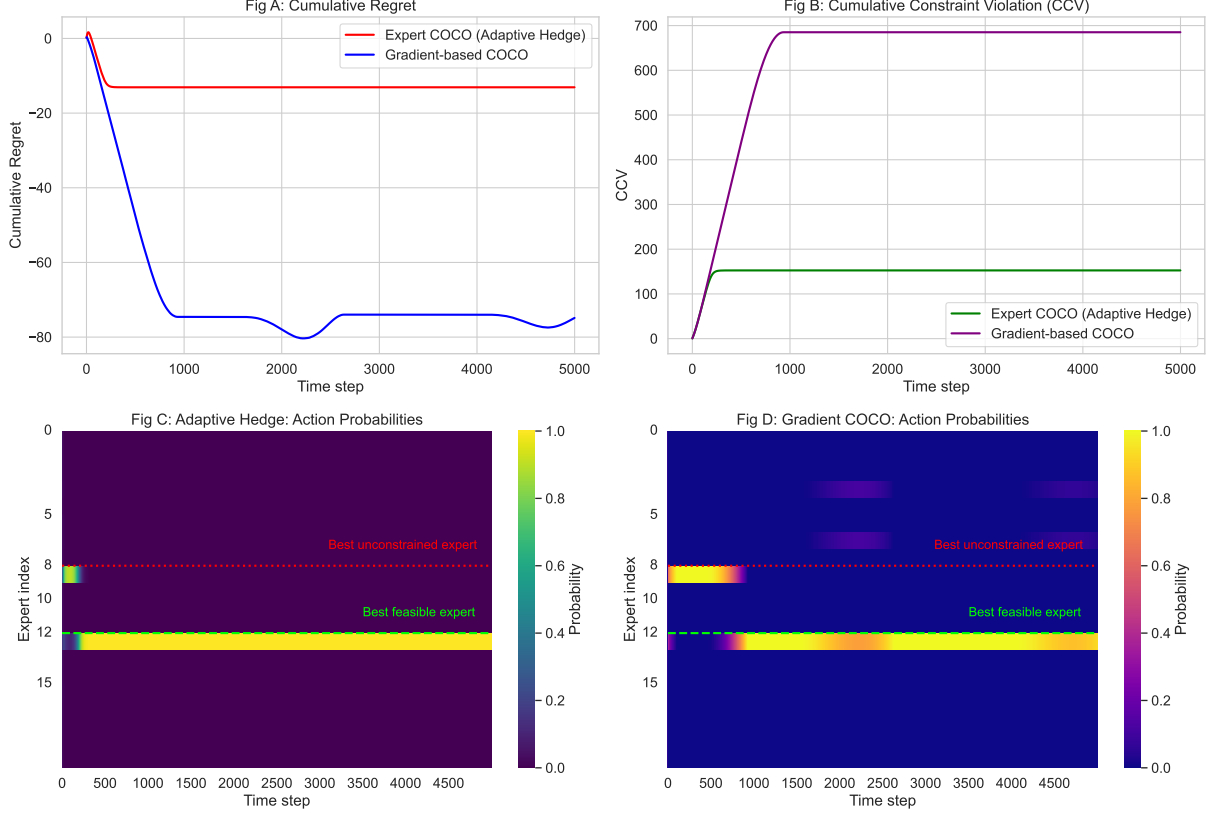 Fig A: Cumulative Regret
0
−20
−40
−60
−80
Cumulative Regret
Expert COCO (Adaptive Hedge)
Gradient-based COCO
0 1000 2000 3000 4000 5000
Time step
Fig B: Cumulative Constraint Violation (CCV)
700
600
500
400
300
200
100
0
CCV
Expert COCO (Adaptive Hedge)
Gradient-based COCO
0 1000 2000 3000 4000 5000
Time step
Fig C: Adaptive Hedge: Action Probabilities
0
5
8
10
12
15
Expert index
Best unconstrained expert
Best feasible expert
0 500 1000 1500 2000 2500 3000 3500 4000 4500
Time step
1.0
0.8
0.6
0.4
0.2
0.0
Probability
Fig D: Gradient COCO: Action Probabilities
0
5
8
10
12
15
Expert index
Best unconstrained expert
Best feasible expert
0 500 1000 1500 2000 2500 3000 3500 4000 4500
Time step
1.0
0.8
0.6
0.4
0.2
0.0
Probability